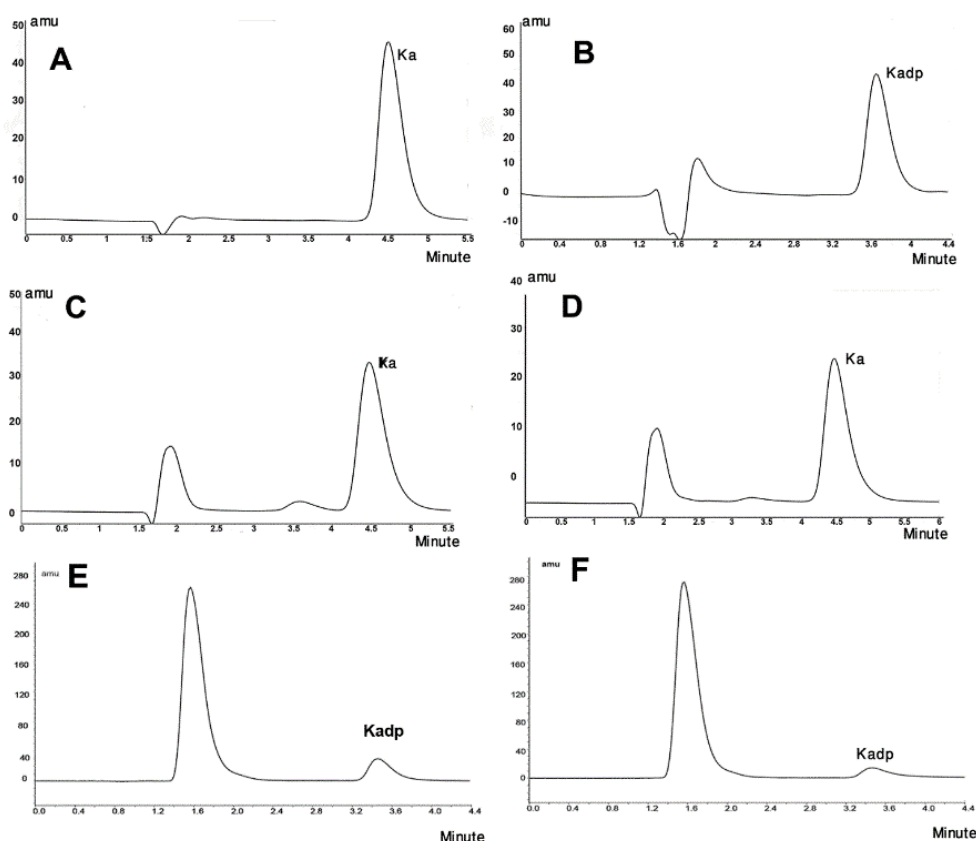 amu
50
A
Ka
40
30
20
10
0
0 0.5 1 1.5 2 2.5 3 3.5 4 4.5 5 5.5
Minute
amu
60
B
50
Kadp
40
30
20
10
0
-10
0 0.4 0.8 1.2 1.6 2 2.4 2.8 3.2 3.6 4 4.4
Minute
50 amu
C
40
Ka
30
20
10
0
0 0.5 1 1.5 2 2.5 3 3.5 4 4.5 5 5.5
Minute
40 amu
D
30
Ka
20
10
0
0 0.5 1 1.5 2 2.5 3 3.5 4 4.5 5 5.5 6
Minute
280 amu E
240
200
160
120
80 Kadp
40
0
0.0 0.4 0.8 1.2 1.6 2.0 2.4 2.8 3.2 3.6 4.0 4.4
Minute
amu F
280
240
200
160
120
80
40 Kadp
0
0.0 0.4 0.8 1.2 1.6 2.0 2.4 2.8 3.2 3.6 4.0 4.4
Minute